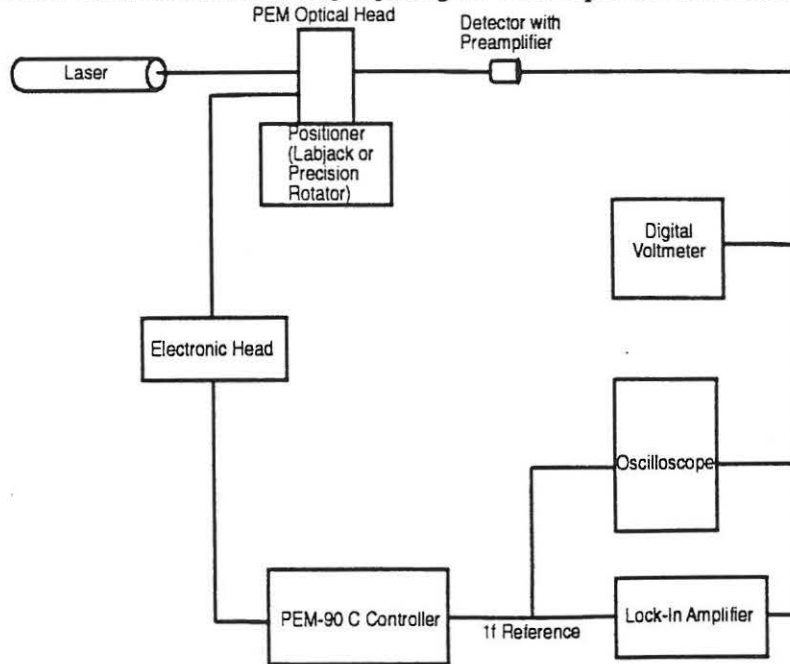 PEM Optical Head
Detector with
Preamplifier
Laser
Positioner
(Labjack or
Precision
Rotator)
Digital
Voltmeter
Electronic Head
Oscilloscope
PEM-90 C Controller
1f Reference
Lock-In Amplifier